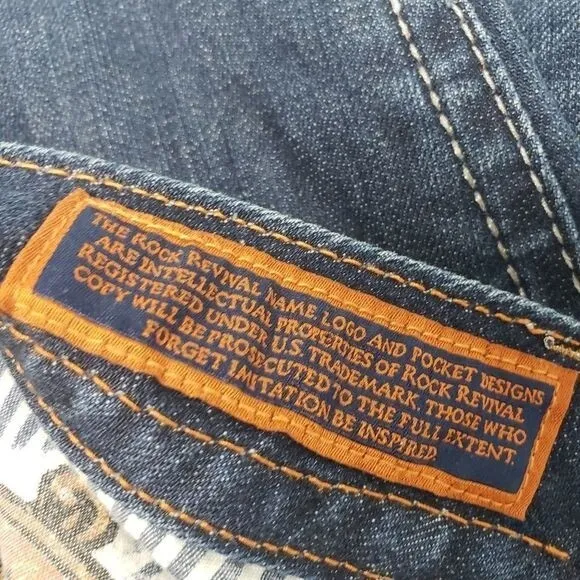 THE ROCK REVIVAL NAME LOGO AND POCKET DESIGNS
ARE INTELLECTUAL PROPERTIES OF ROCK REVIVAL
REGISTERED UNDER U.S. TRADEMARK. THOSE WHO
COPY WILL BE PROSECUTED TO THE FULL EXTENT.
FORGET IMITATION BE INSPIRED.